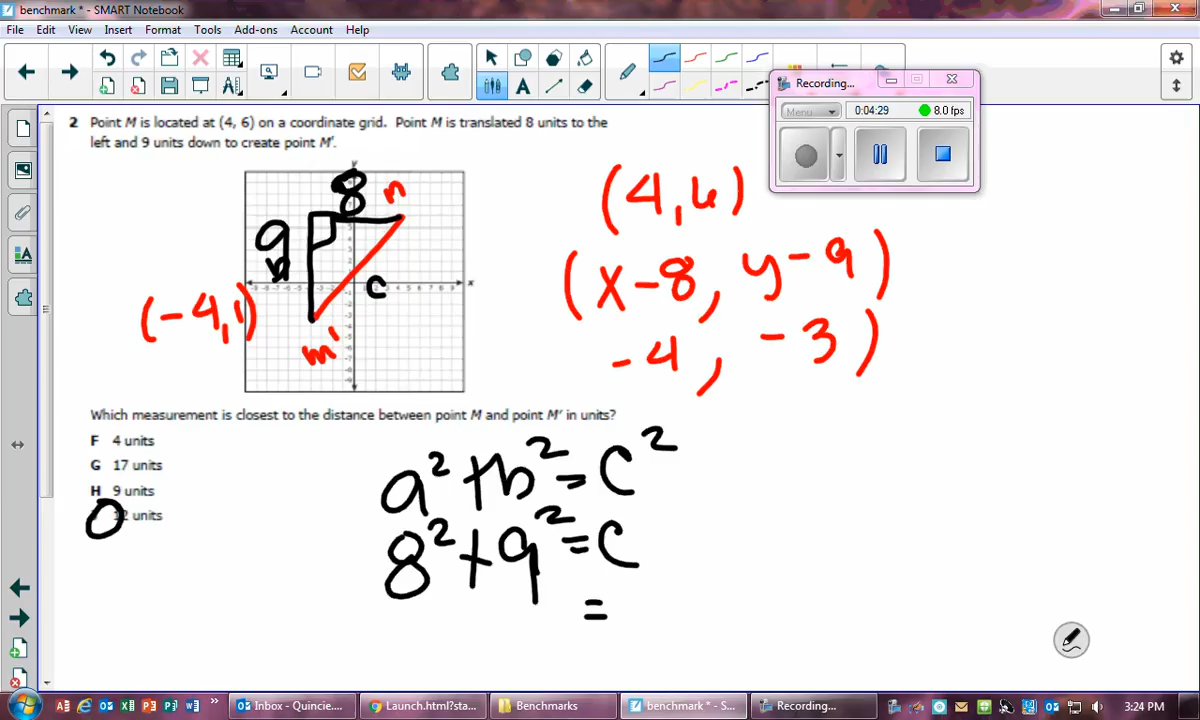 benchmark * - SMART Notebook
File Edit View Insert Format Tools Add-ons Account Help
Recording...
Menu 0:04:29 8.0 fps
2 Point M is located at (4, 6) on a coordinate grid. Point M is translated 8 units to the
left and 9 units down to create point M'.
y
x
8
9
b
c
m
m'
(-4,1)
(4,6)
(x-8, y-9)
-4, -3)
Which measurement is closest to the distance between point M and point M' in units?
F 4 units
G 17 units
H 9 units
12 units
a²+b²=c²
8²+9²=c
=
Inbox - Quincie....
Launch.html?sta...
Benchmarks
benchmark * - S...
Recording...
3:24 PM